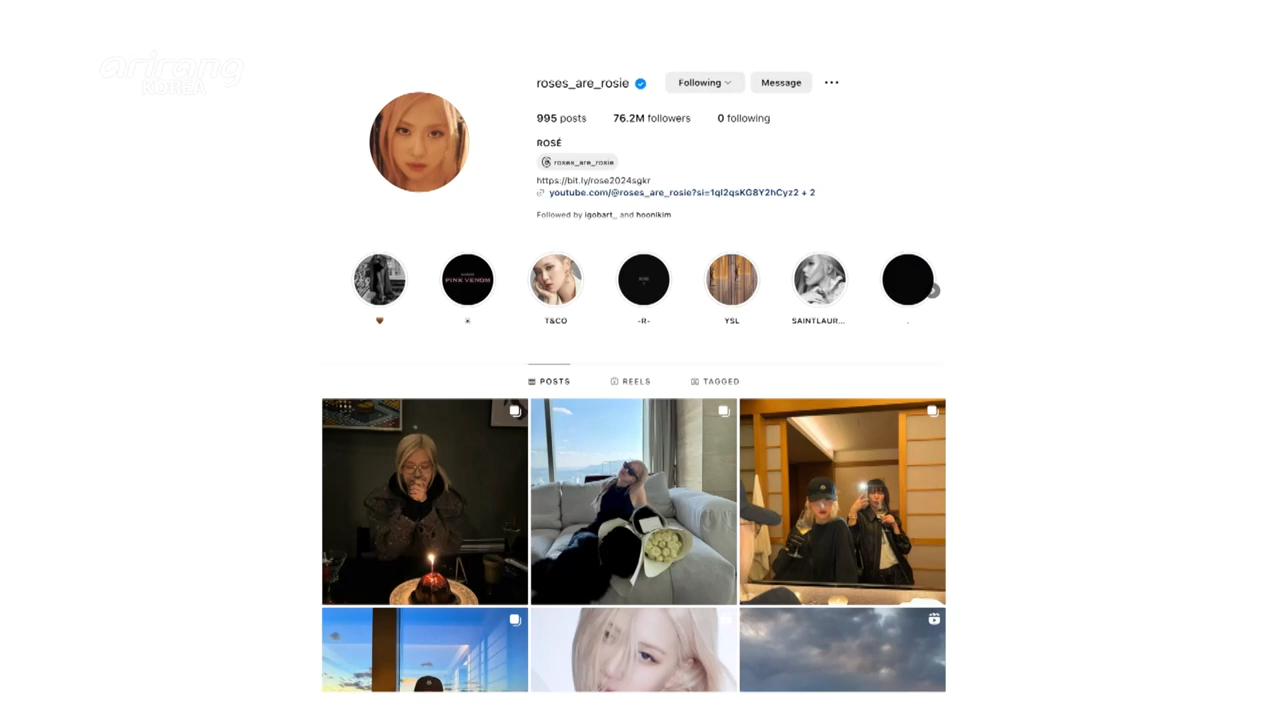 arirang
KOREA
roses_are_rosie Following Message
995 posts 76.2M followers 0 following
ROSÉ
roses_are_rosie
https://bit.ly/rose2024sgkr
youtube.com/@roses_are_rosie?si=1qI2qsKG8Y2hCyz2 + 2
Followed by igobart_ and hoonikim
PINK VENOM
T&CO -R- YSL SAINTLAUR... .
POSTS REELS TAGGED